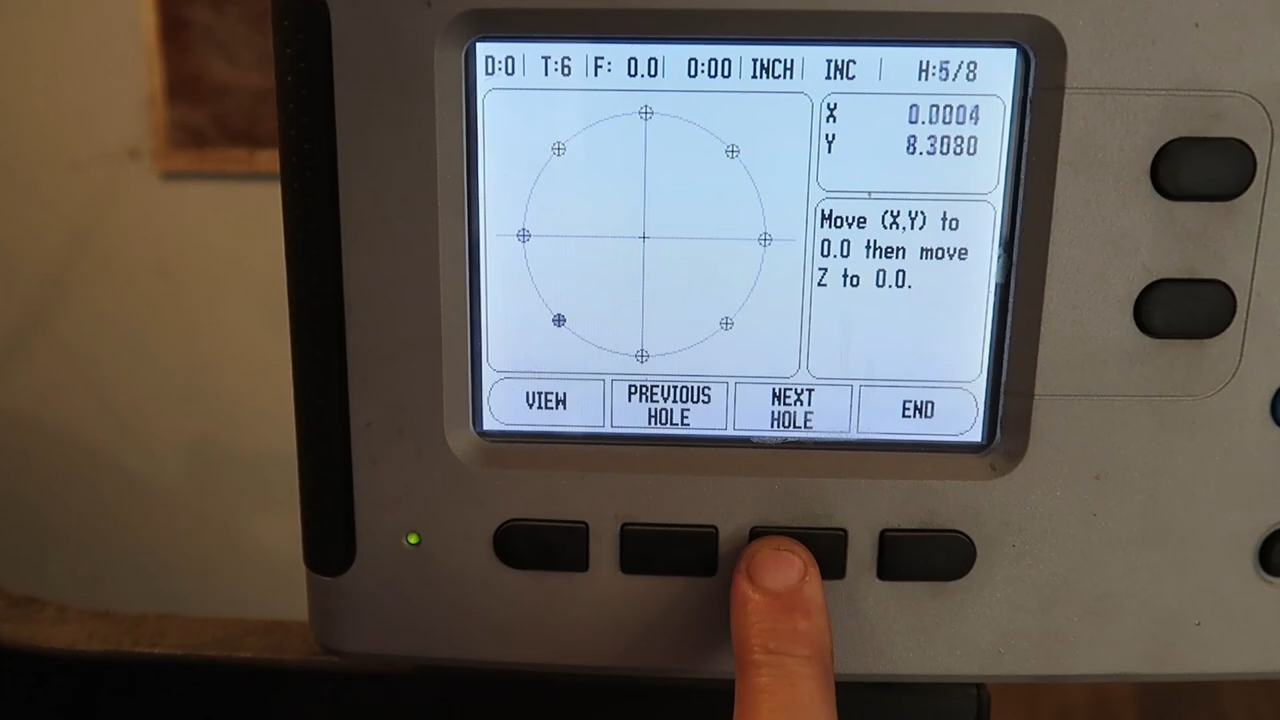 D:0 | T:6 | F: 0.0 | 0:00 | INCH | INC | H:5/8
X 0.0004
Y 8.3080
Move (X,Y) to
0.0 then move
Z to 0.0.
VIEW
PREVIOUS
HOLE
NEXT
HOLE
END